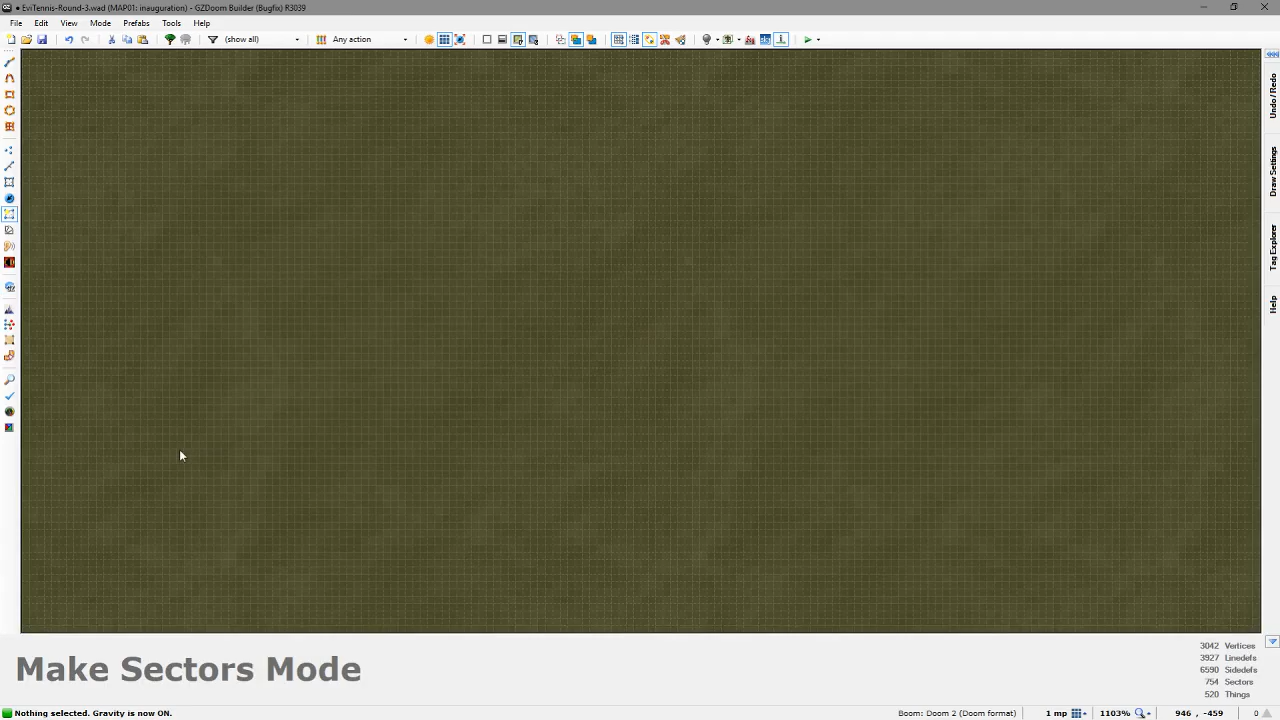 ● EviTennis-Round-3.wad (MAP01: inauguration) - GZDoom Builder (Bugfix) R3039
File Edit View Mode Prefabs Tools Help
(show all) Any action
Undo / Redo
Draw Settings
Tag Explorer
Help
Make Sectors Mode
3042 Vertices
3927 Linedefs
6590 Sidedefs
754 Sectors
520 Things
Nothing selected. Gravity is now ON. Boom: Doom 2 (Doom format) 1 mp 1103% 946 , -459 0